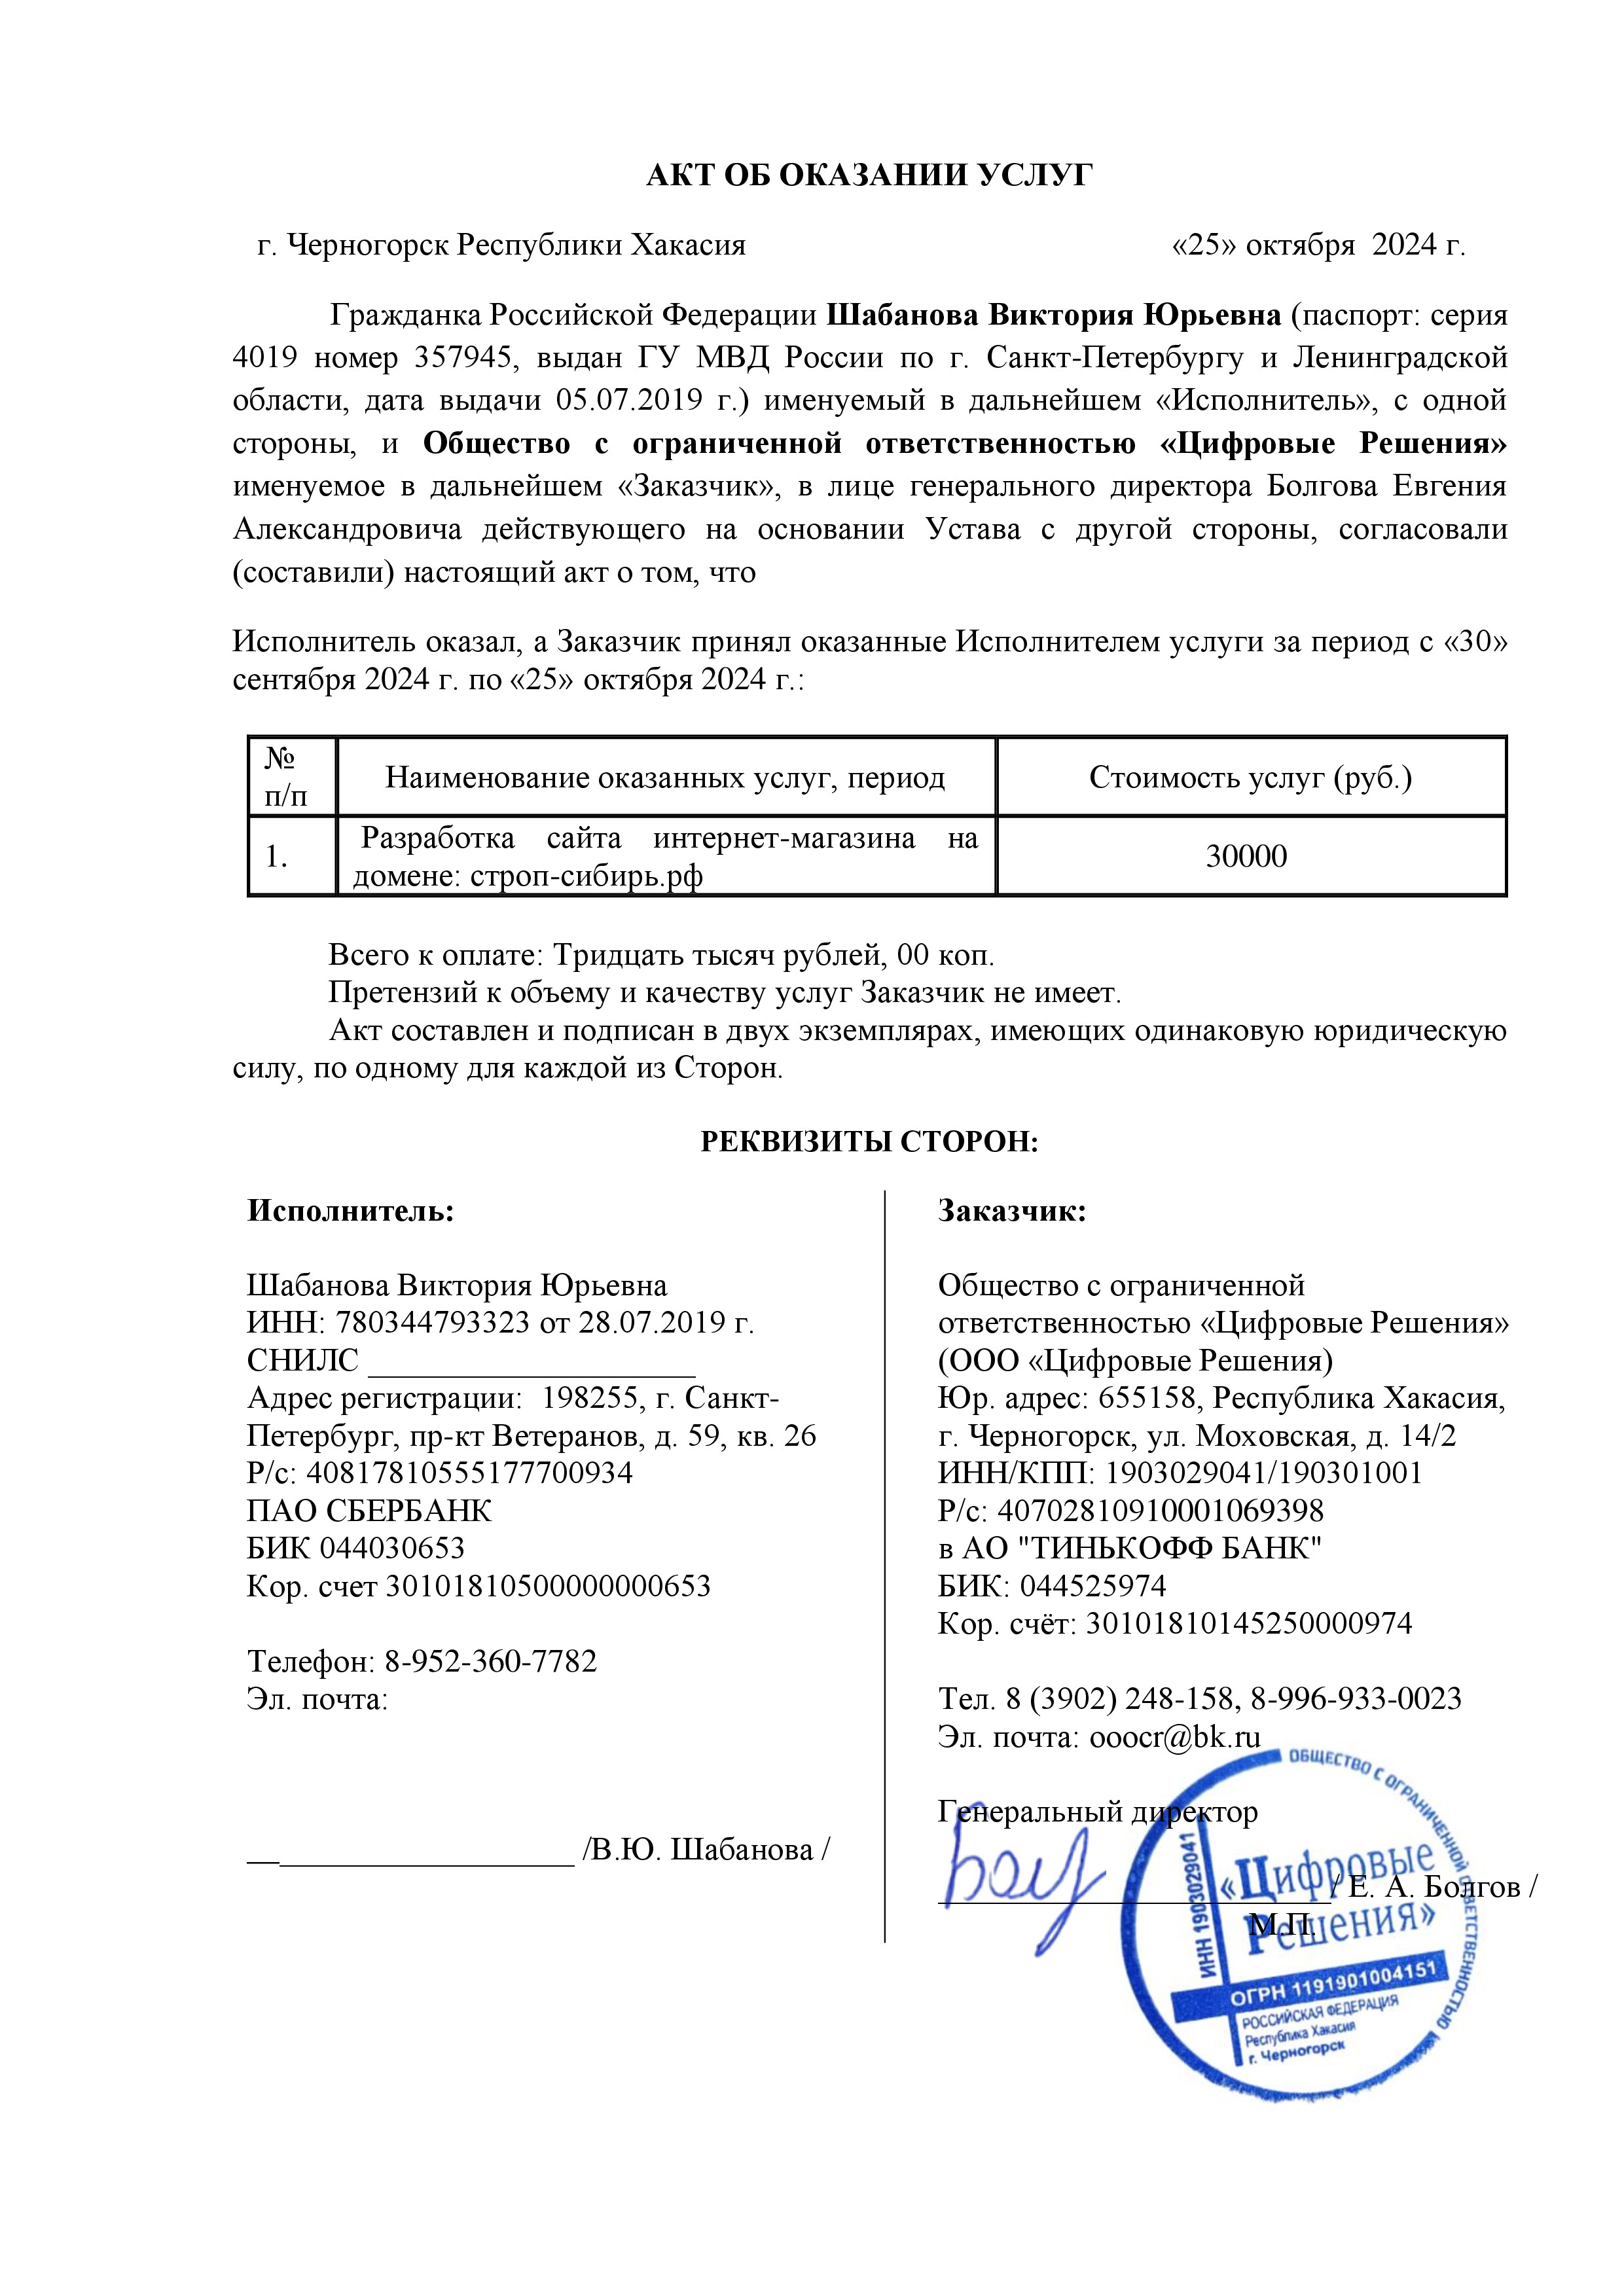 АКТ ОБ ОКАЗАНИИ УСЛУГ
г. Черногорск Республики Хакасия «25» октября 2024 г.
Гражданка Российской Федерации Шабанова Виктория Юрьевна (паспорт: серия
4019 номер 357945, выдан ГУ МВД России по г. Санкт-Петербургу и Ленинградской
области, дата выдачи 05.07.2019 г.) именуемый в дальнейшем «Исполнитель», с одной
стороны, и Общество с ограниченной ответственностью «Цифровые Решения»
именуемое в дальнейшем «Заказчик», в лице генерального директора Болгова Евгения
Александровича действующего на основании Устава с другой стороны, согласовали
(составили) настоящий акт о том, что
Исполнитель оказал, а Заказчик принял оказанные Исполнителем услуги за период с «30»
сентября 2024 г. по «25» октября 2024 г.:
№ п/п Наименование оказанных услуг, период Стоимость услуг (руб.)
1. Разработка сайта интернет-магазина на 30000
домене: строп-сибирь.рф
Всего к оплате: Тридцать тысяч рублей, 00 коп.
Претензий к объему и качеству услуг Заказчик не имеет.
Акт составлен и подписан в двух экземплярах, имеющих одинаковую юридическую
силу, по одному для каждой из Сторон.
РЕКВИЗИТЫ СТОРОН:
Исполнитель:
Шабанова Виктория Юрьевна
ИНН: 780344793323 от 28.07.2019 г.
СНИЛС ____________________
Адрес регистрации: 198255, г. Санкт-
Петербург, пр-кт Ветеранов, д. 59, кв. 26
Р/с: 40817810555177700934
ПАО СБЕРБАНК
БИК 044030653
Кор. счет 30101810500000000653
Телефон: 8-952-360-7782
Эл. почта:
____________________ /В.Ю. Шабанова /
Заказчик:
Общество с ограниченной
ответственностью «Цифровые Решения»
(ООО «Цифровые Решения)
Юр. адрес: 655158, Республика Хакасия,
г. Черногорск, ул. Моховская, д. 14/2
ИНН/КПП: 1903029041/190301001
Р/с: 40702810910001069398
в АО "ТИНЬКОФФ БАНК"
БИК: 044525974
Кор. счёт: 30101810145250000974
Тел. 8 (3902) 248-158, 8-996-933-0023
Эл. почта: ooocr@bk.ru
Генеральный директор
________________________/ Е. А. Болгов /
М.П.
ОБЩЕСТВО С ОГРАНИЧЕННОЙ ОТВЕТСТВЕННОСТЬЮ
ИНН 1903029041
«Цифровые
Решения»
ОГРН 1191901004151
РОССИЙСКАЯ ФЕДЕРАЦИЯ
Республика Хакасия
г. Черногорск